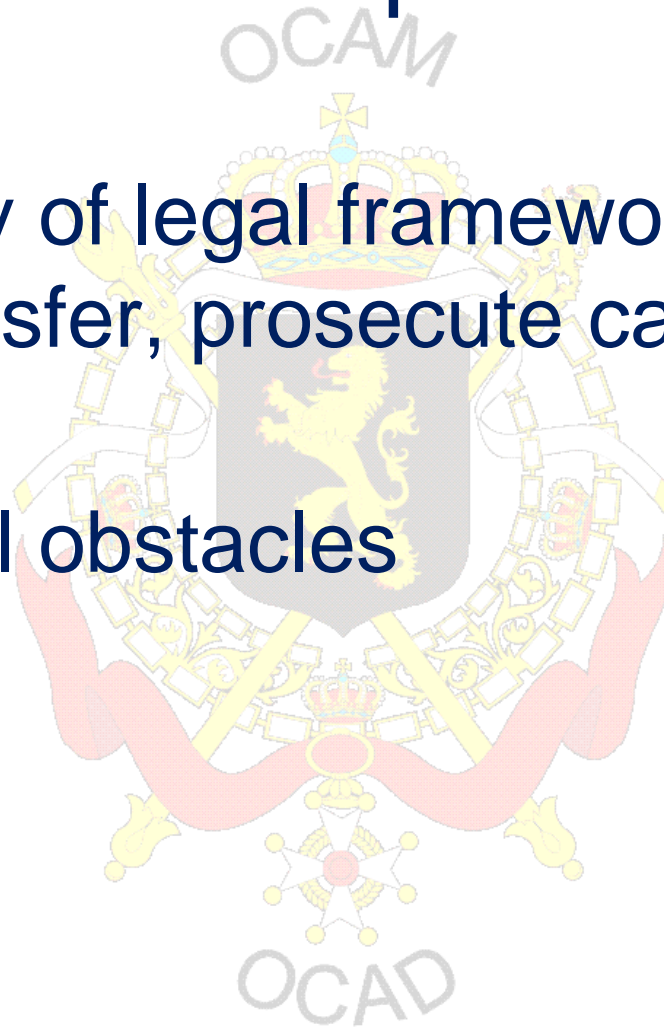 OCAM
y of legal framewo
sfer, prosecute ca
l obstacles
OCAD